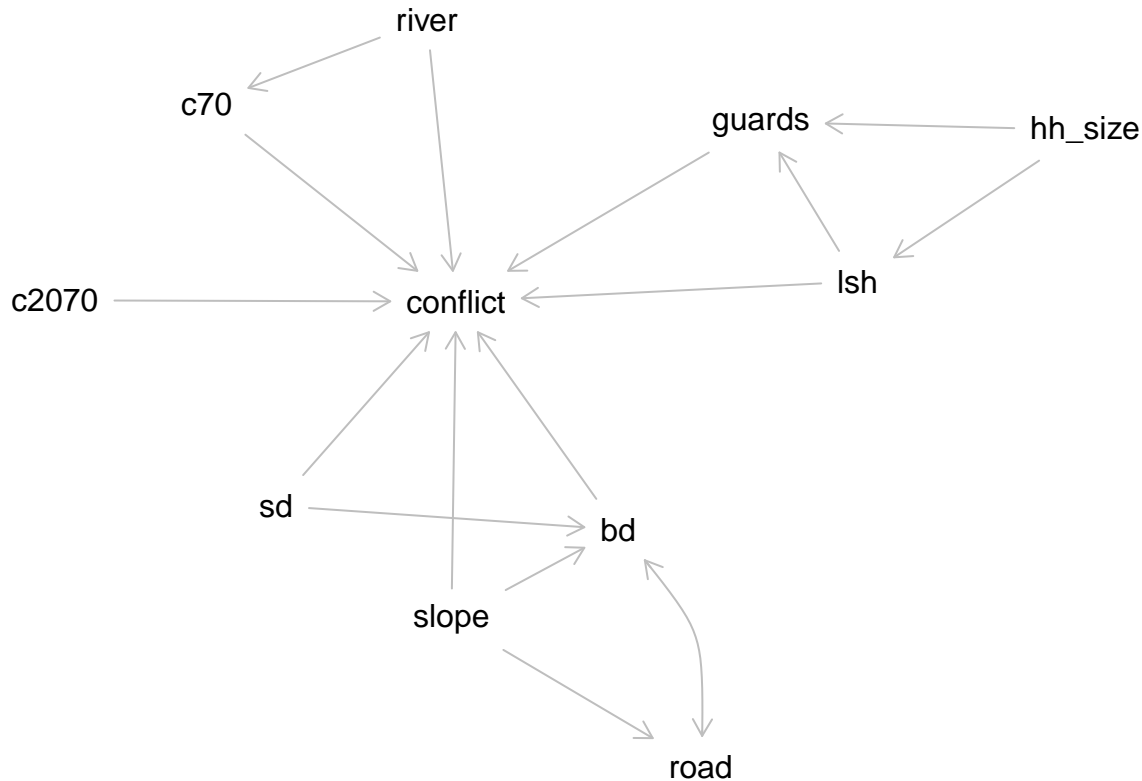 river
c70
guards
hh_size
lsh
c2070
conflict
sd
bd
slope
road